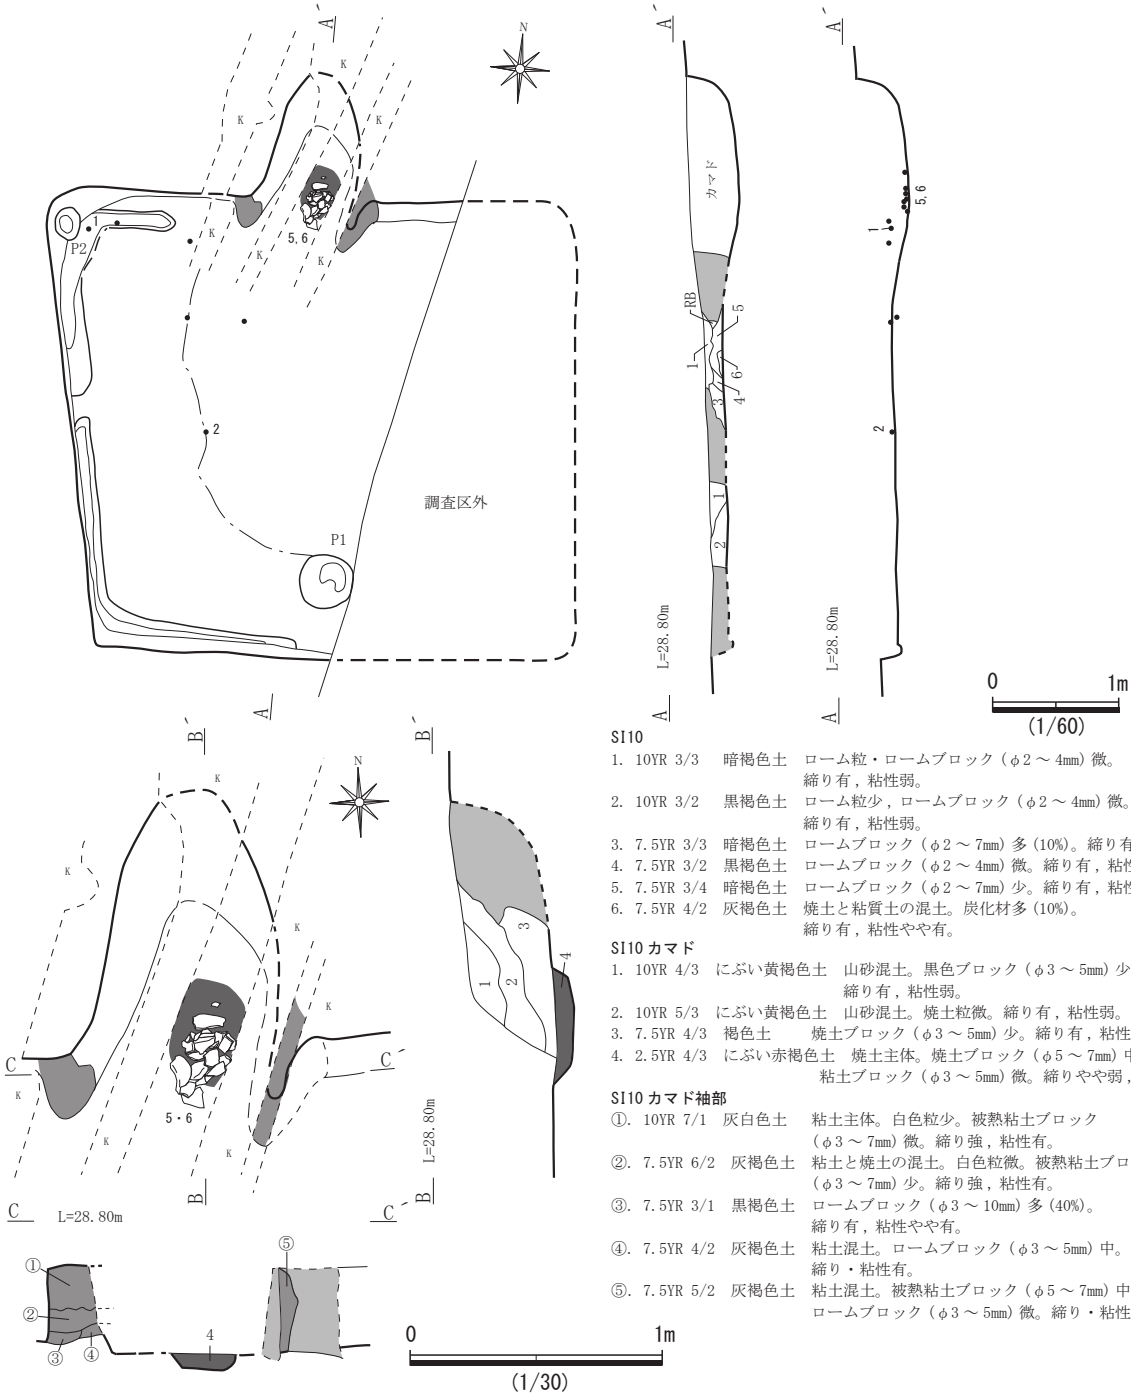 A′
N
K
K
K
1
P2
K
K
K
5,6
2
調査区外
P1
A
A′
カマド
RB
1
5
6
4
3
1
2
L=28.80m
A
A′
5,6
1
2
L=28.80m
A
0 1m
(1/60)
B′
N
K
K
K
K
K
K
K
C
C′
5・6
B
B′
1
2
3
4
L=28.80m
B
C L=28.80m C′
①
②
③
④
4
⑤
0 1m
(1/30)
SI10
1. 10YR 3/3 暗褐色土 ローム粒・ロームブロック (φ2～4mm) 微。
締り有, 粘性弱。
2. 10YR 3/2 黒褐色土 ローム粒少, ロームブロック (φ2～4mm) 微。
締り有, 粘性弱。
3. 7.5YR 3/3 暗褐色土 ロームブロック (φ2～7mm) 多 (10%)。締り有
4. 7.5YR 3/2 黒褐色土 ロームブロック (φ2～4mm) 微。締り有, 粘性
5. 7.5YR 3/4 暗褐色土 ロームブロック (φ2～7mm) 少。締り有, 粘性
6. 7.5YR 4/2 灰褐色土 焼土と粘質土の混土。炭化材多 (10%)。
締り有, 粘性やや有。
SI10 カマド
1. 10YR 4/3 にぶい黄褐色土 山砂混土。黒色ブロック (φ3～5mm) 少
締り有, 粘性弱。
2. 10YR 5/3 にぶい黄褐色土 山砂混土。焼土粒微。締り有, 粘性弱。
3. 7.5YR 4/3 褐色土 焼土ブロック (φ3～5mm) 少。締り有, 粘性
4. 2.5YR 4/3 にぶい赤褐色土 焼土主体。焼土ブロック (φ5～7mm) 中
粘土ブロック (φ3～5mm) 微。締りやや弱,
SI10 カマド袖部
①. 10YR 7/1 灰白色土 粘土主体。白色粒少。被熱粘土ブロック
(φ3～7mm) 微。締り強, 粘性有。
②. 7.5YR 6/2 灰褐色土 粘土と焼土の混土。白色粒微。被熱粘土ブロ
(φ3～7mm) 少。締り強, 粘性有。
③. 7.5YR 3/1 黒褐色土 ロームブロック (φ3～10mm) 多 (40%)。
締り有, 粘性やや有。
④. 7.5YR 4/2 灰褐色土 粘土混土。ロームブロック (φ3～5mm) 中。
締り・粘性有。
⑤. 7.5YR 5/2 灰褐色土 粘土混土。被熱粘土ブロック (φ5～7mm) 中
ロームブロック (φ3～5mm) 微。締り・粘性